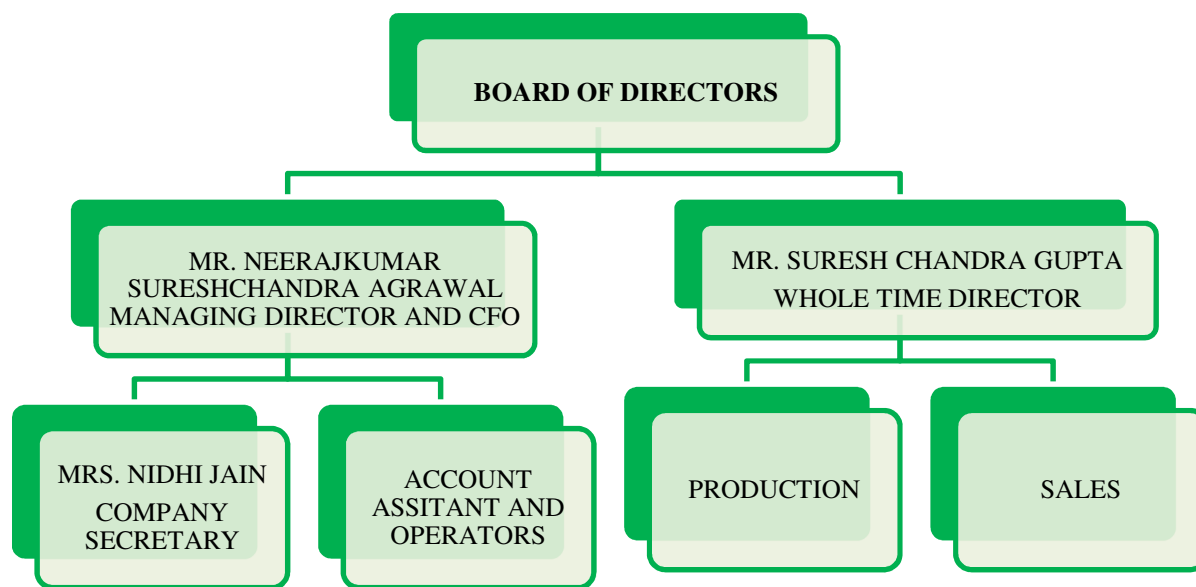 BOARD OF DIRECTORS
MR. NEERAJKUMAR
SURESHCHANDRA AGRAWAL
MANAGING DIRECTOR AND CFO
MR. SURESH CHANDRA GUPTA
WHOLE TIME DIRECTOR
MRS. NIDHI JAIN
COMPANY
SECRETARY
ACCOUNT
ASSITANT AND
OPERATORS
PRODUCTION
SALES